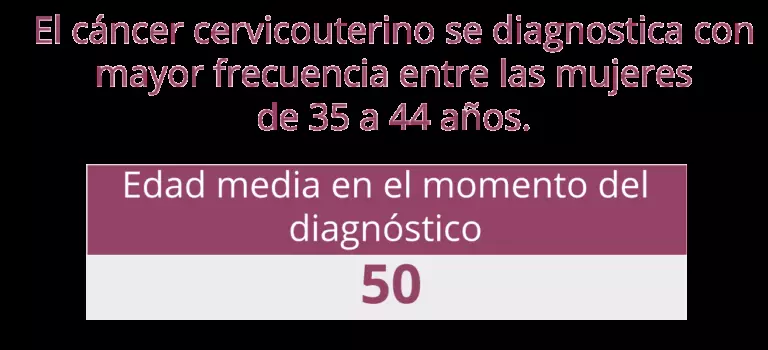 El cáncer cervicouterino se diagnostica con
mayor frecuencia entre las mujeres
de 35 a 44 años.
Edad media en el momento del
diagnóstico
50